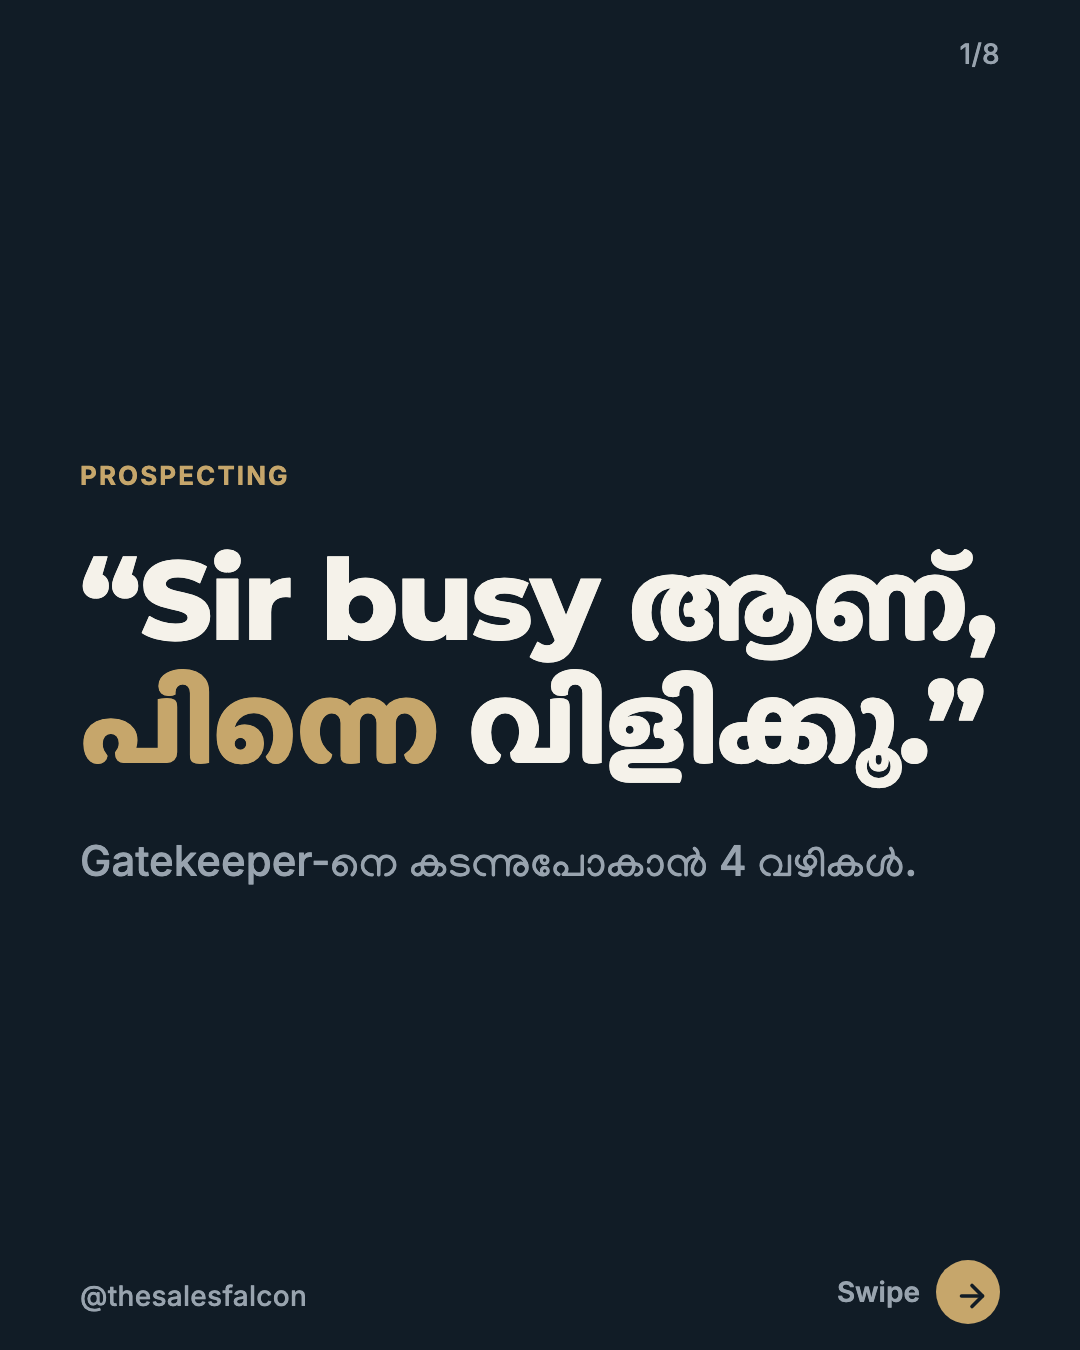 1/8
PROSPECTING
“Sir busy ആണ്,
പിന്നെ വിളിക്കൂ.”
Gatekeeper-നെ കടന്നുപോകാൻ 4 വഴികൾ.
@thesalesfalcon
Swipe